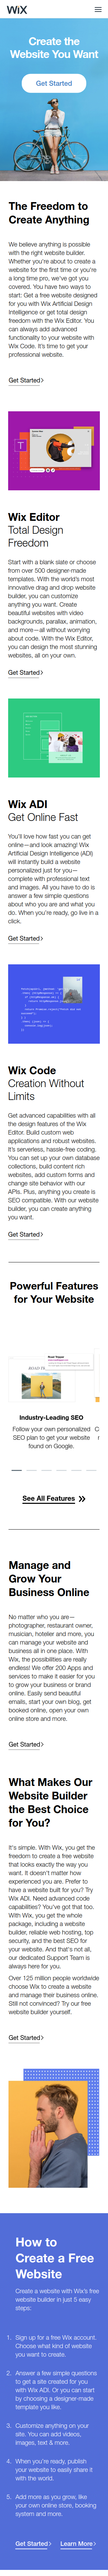 WiX
Create the
Website You Want
Get Started
The Freedom to
Create Anything
We believe anything is possible
with the right website builder.
Whether you're about to create a
website for the first time or you're
a long time pro, we've got you
covered. You have two ways to
start: Get a free website designed
for you with Wix Artificial Design
Intelligence or get total design
freedom with the Wix Editor. You
can always add advanced
functionality to your website with
Wix Code. It's time to get your
professional website.
Get Started
Wix Editor
Total Design
Freedom
Start with a blank slate or choose
from over 500 designer-made
templates. With the world's most
innovative drag and drop website
builder, you can customize
anything you want. Create
beautiful websites with video
backgrounds, parallax, animation,
and more—all without worrying
about code. With the Wix Editor,
you can design the most stunning
websites, all on your own.
Get Started
Wix ADI
Get Online Fast
You'll love how fast you can get
online—and look amazing! Wix
Artificial Design Intelligence (ADI)
will instantly build a website
personalized just for you—
complete with professional text
and images. All you have to do is
answer a few simple questions
about who you are and what you
do. When you're ready, go live in a
click.
Get Started
Wix Code
Creation Without
Limits
Get advanced capabilities with all
the design features of the Wix
Editor. Build custom web
applications and robust websites.
It's serverless, hassle-free coding.
You can set up your own database
collections, build content rich
websites, add custom forms and
change site behavior with our
APIs. Plus, anything you create is
SEO compatible. With our website
builder, you can create anything
you want.
Get Started
Powerful Features
for Your Website
Industry-Leading SEO
Follow your own personalized
SEO plan to get your website
found on Google.
See All Features
Manage and
Grow Your
Business Online
No matter who you are—
photographer, restaurant owner,
musician, hotelier and more, you
can manage your website and
business all in one place. With
Wix, the possibilities are really
endless! We offer 200 Apps and
services to make it easier for you
to grow your business or brand
online. Easily send beautiful
emails, start your own blog, get
booked online, open your own
online store and more.
Get Started
What Makes Our
Website Builder
the Best Choice
for You?
It's simple. With Wix, you get the
freedom to create a free website
that looks exactly the way you
want. It doesn't matter how
experienced you are. Prefer to
have a website built for you? Try
Wix ADI. Need advanced code
capabilities? You've got that too.
With Wix, you get the whole
package, including a website
builder, reliable web hosting, top
security, and the best SEO for
your website. And that's not all,
our dedicated Support Team is
always here for you.
Over 125 million people worldwide
choose Wix to create a website
and manage their business online.
Still not convinced? Try our free
website builder yourself.
Get Started
How to
Create a Free
Website
Create a website with Wix's free
website builder in just 5 easy
steps:
1. Sign up for a free Wix account.
Choose what kind of website
you want to create.
2. Answer a few simple questions
to get a site created for you
with Wix ADI. Or you can start
by choosing a designer-made
template you like.
3. Customize anything on your
site. You can add videos,
images, text & more.
4. When you're ready, publish
your website to easily share it
with the world.
5. Add more as you grow, like
your own online store, booking
system and more.
Get Started
Learn More